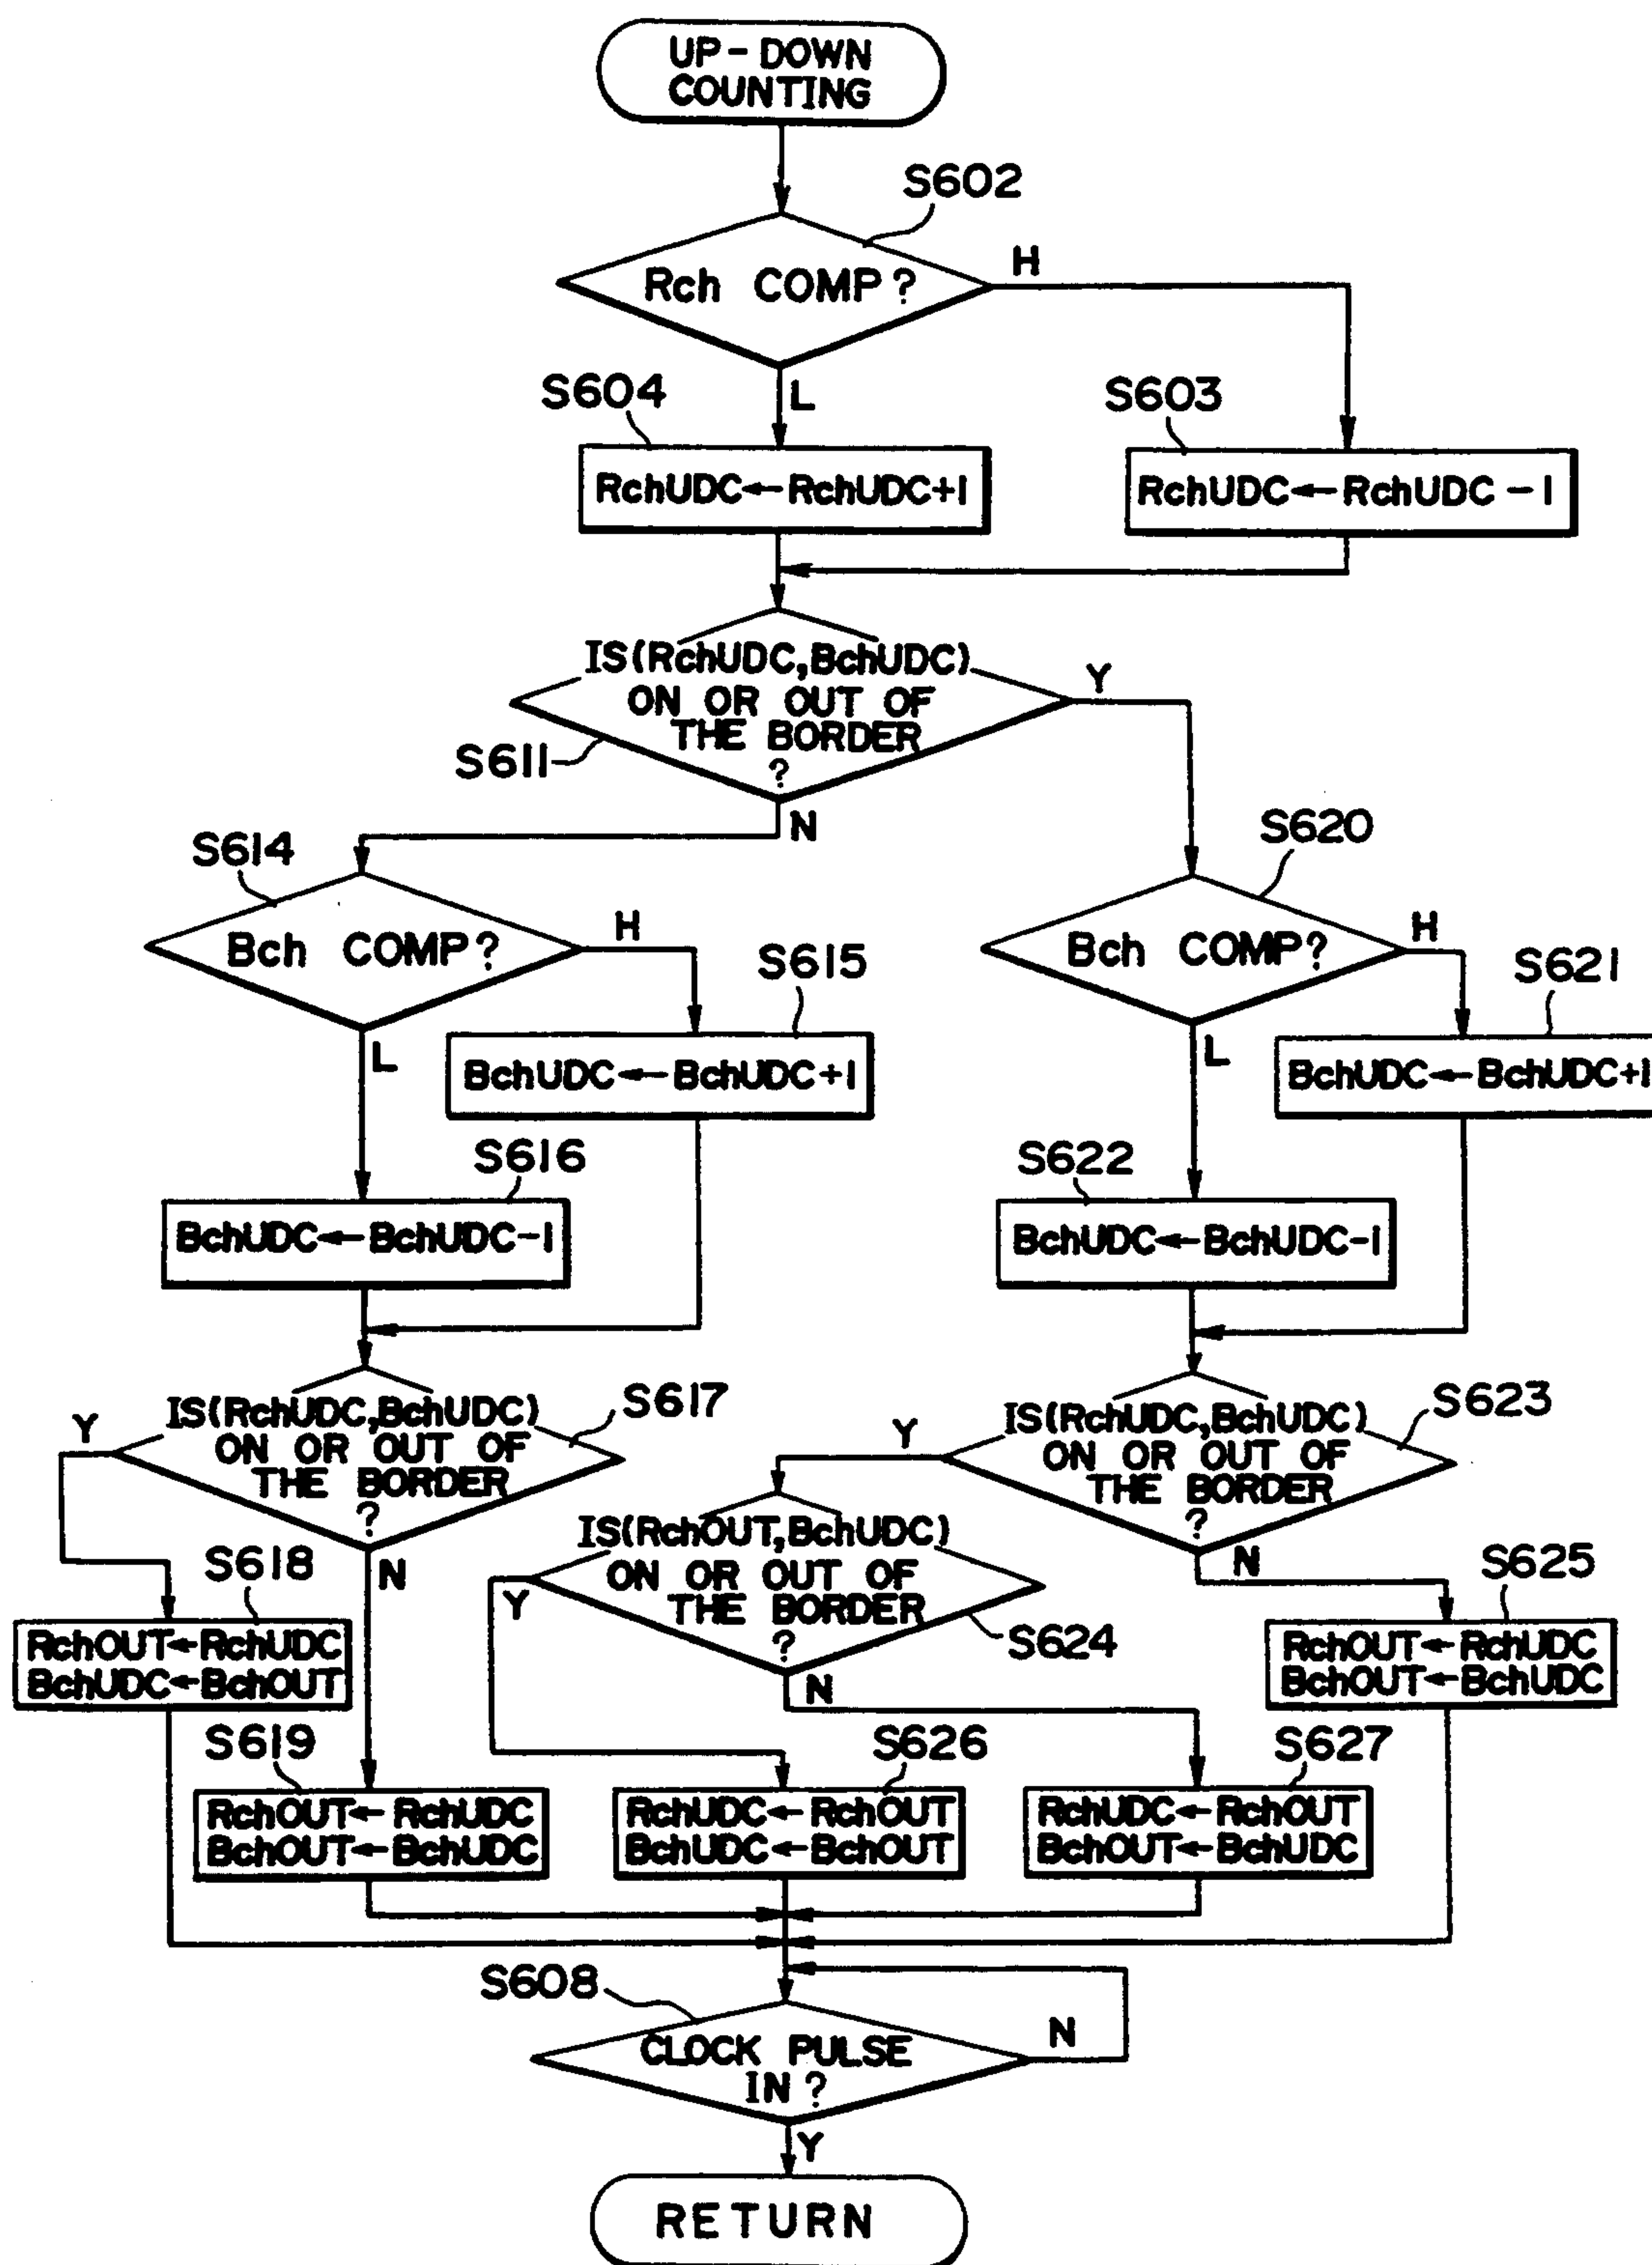 UP-DOWN
COUNTING
S602
Rch COMP?
H
L
S604
S603
RchUDC←RchUDC+1
RchUDC←RchUDC-1
IS(RchUDC,BchUDC)
ON OR OUT OF
THE BORDER
?
Y
S611
N
S614
S620
Bch COMP?
H
Bch COMP?
H
S615
S621
L
L
BchUDC←BchUDC+1
BchUDC←BchUDC+1
S616
S622
BchUDC←BchUDC-1
BchUDC←BchUDC-1
IS(RchUDC,BchUDC)
ON OR OUT OF
THE BORDER
?
S617
Y
N
IS(RchUDC,BchUDC)
ON OR OUT OF
THE BORDER
?
S623
Y
N
IS(RchOUT,BchUDC)
ON OR OUT OF
THE BORDER
?
Y
S624
N
S618
S625
RchOUT←RchUDC
BchUDC←BchOUT
RchOUT←RchUDC
BchOUT←BchUDC
S619
S626
S627
RchOUT←RchUDC
BchOUT←BchUDC
RchUDC←RchOUT
BchUDC←BchOUT
RchUDC←RchOUT
BchOUT←BchUDC
S608
CLOCK PULSE
IN?
N
Y
RETURN